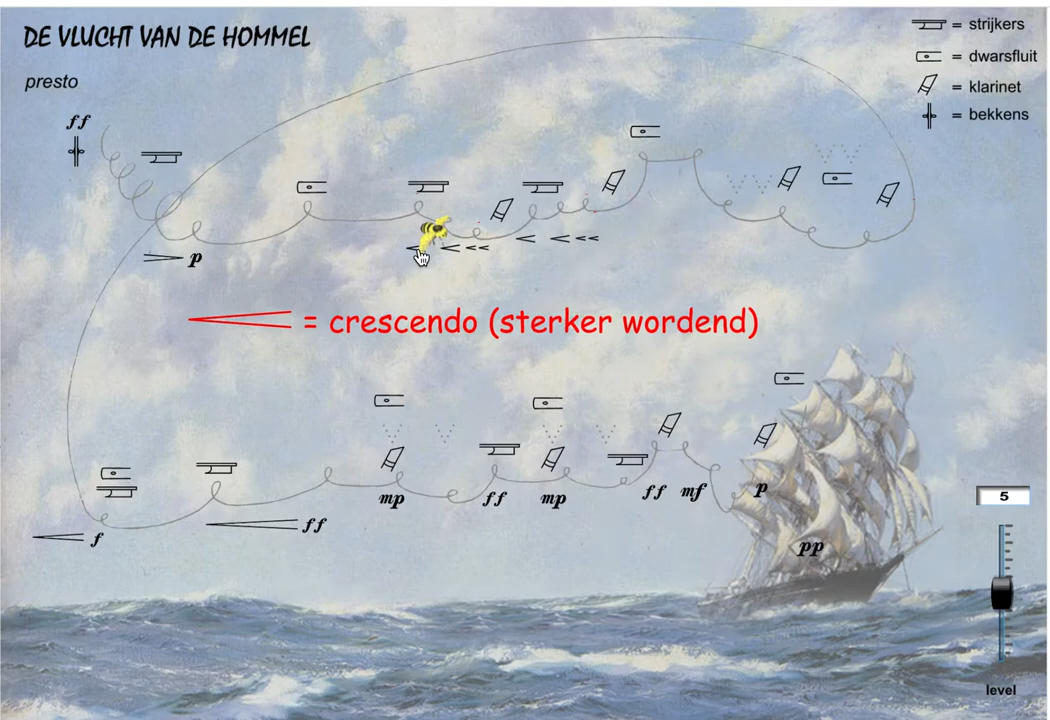 DE VLUCHT VAN DE HOMMEL
= strijkers
= dwarsfluit
= klarinet
= bekkens
presto
ff
p
= crescendo (sterker wordend)
mp ff mp ff mf p
f ff
pp
5
level